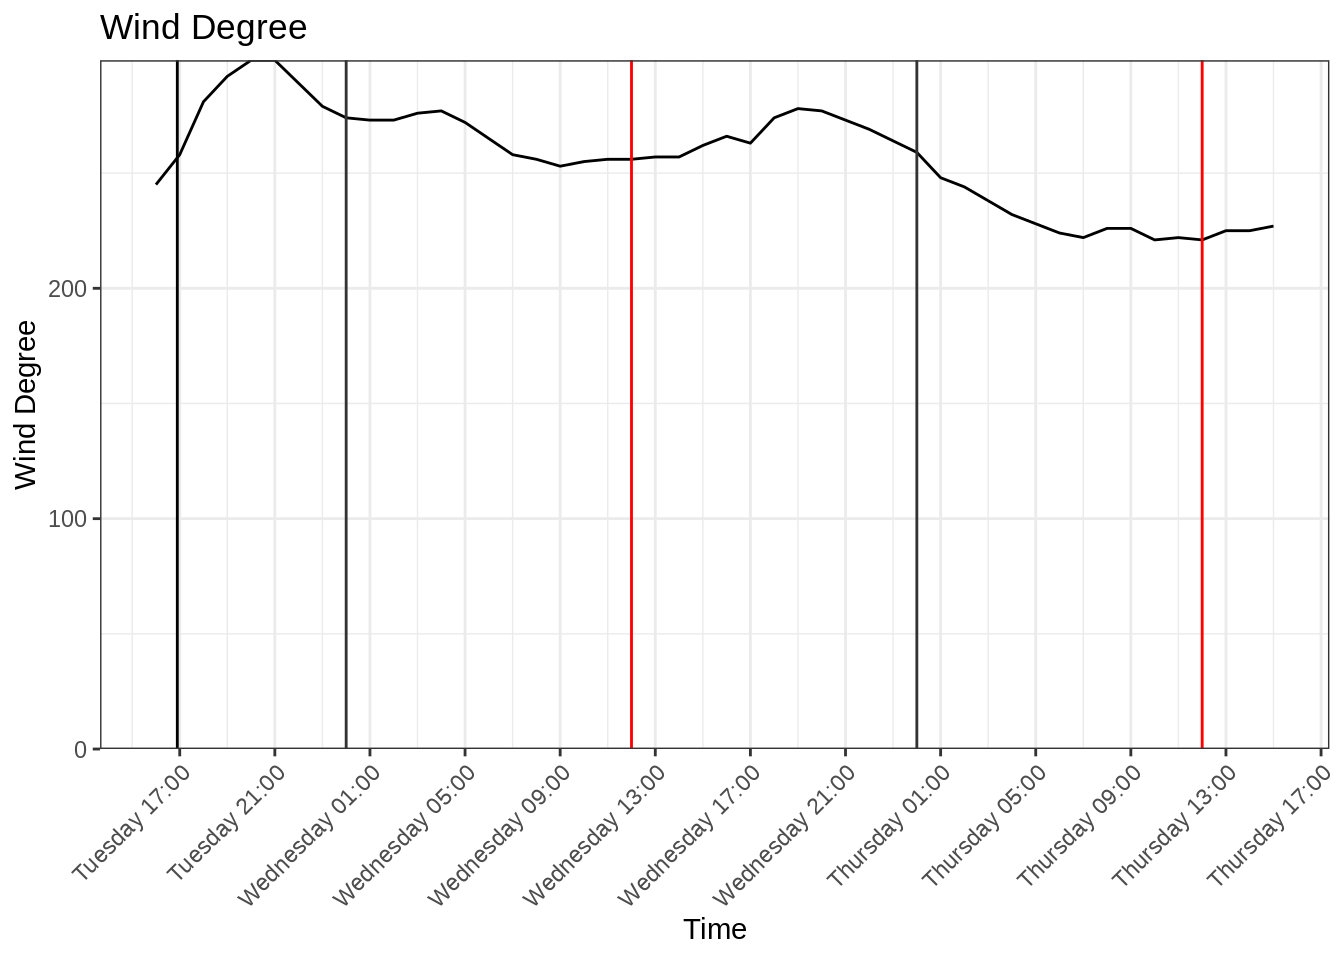 Wind Degree
Wind Degree
200
100
0
Tuesday 17:00
Tuesday 21:00
Wednesday 01:00
Wednesday 05:00
Wednesday 09:00
Wednesday 13:00
Wednesday 17:00
Wednesday 21:00
Thursday 01:00
Thursday 05:00
Thursday 09:00
Thursday 13:00
Thursday 17:00
Time